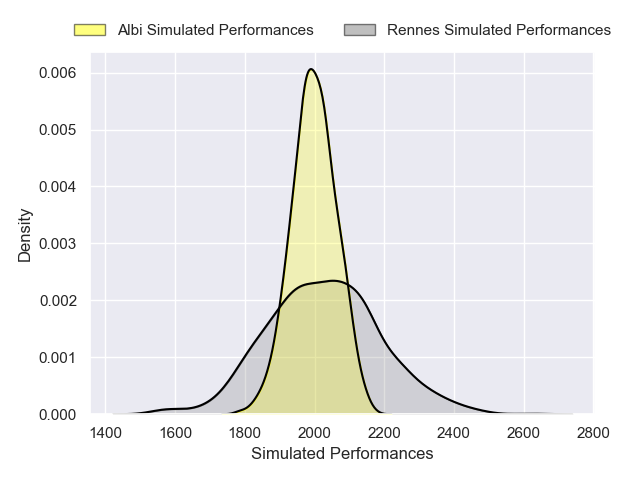 Albi Simulated Performances Rennes Simulated Performances
0.006
0.005
0.004
0.003
0.002
0.001
0.000
Density
1400 1600 1800 2000 2200 2400 2600 2800
Simulated Performances